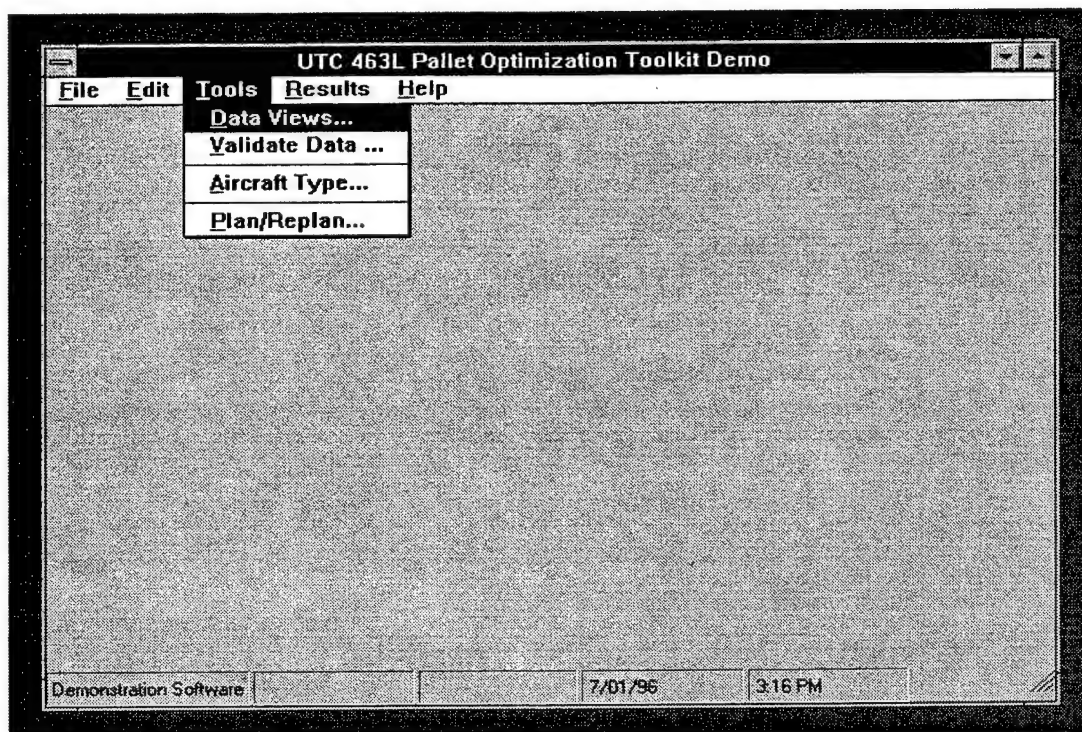 UTC 463L Pallet Optimization Toolkit Demo
File Edit Tools Results Help
Data Views...
Validate Data ...
Aircraft Type...
Plan/Replan...
Demonstration Software 7/01/96 3:16 PM